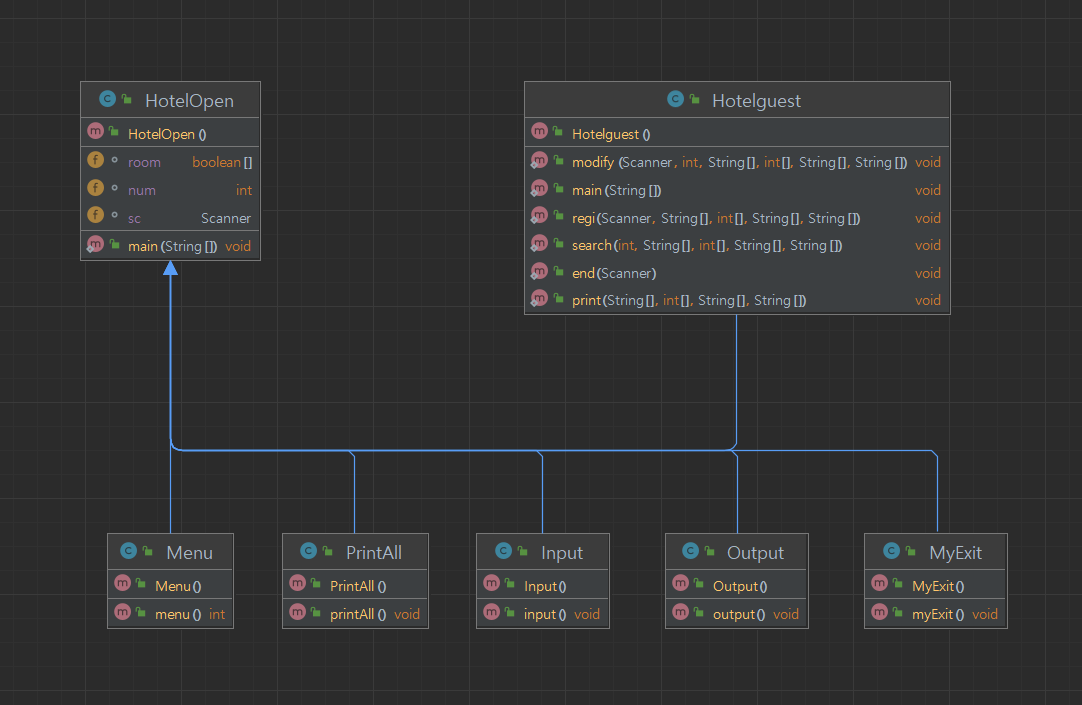 HotelOpen
HotelOpen ()
room boolean []
num int
sc Scanner
main (String []) void
Hotelguest
Hotelguest ()
modify (Scanner, int, String[], int[], String[], String[]) void
main (String []) void
regi(Scanner, String[], int[], String[], String[]) void
search(int, String[], int[], String[], String[]) void
end(Scanner) void
print(String[], int[], String[], String[]) void
Menu
Menu()
menu() int
PrintAll
PrintAll ()
printAll () void
Input
Input()
input() void
Output
Output()
output() void
MyExit
MyExit()
myExit() void